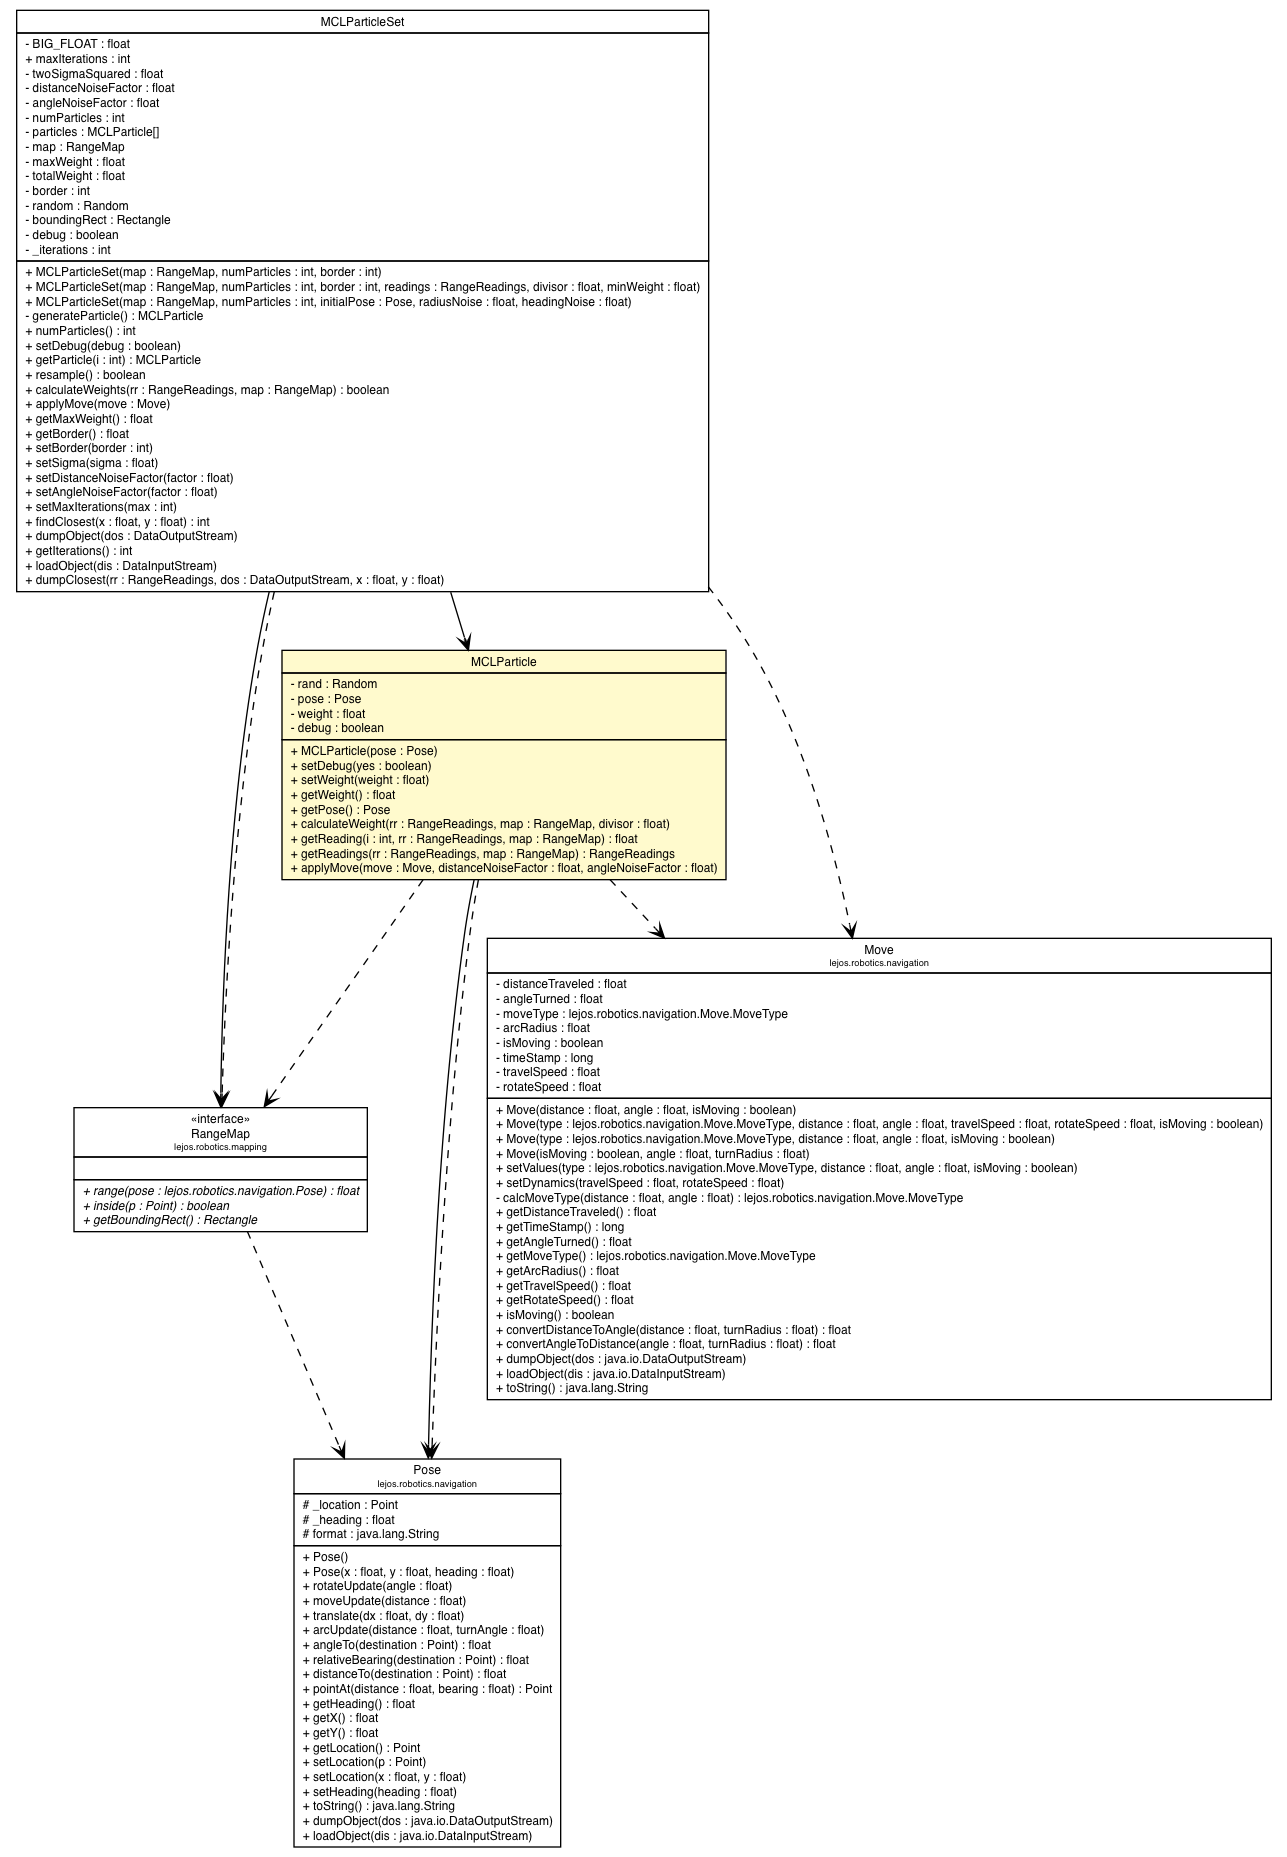 MCLParticleSet
- BIG_FLOAT : float
+ maxIterations : int
- twoSigmaSquared : float
- distanceNoiseFactor : float
- angleNoiseFactor : float
- numParticles : int
- particles : MCLParticle[]
- map : RangeMap
- maxWeight : float
- totalWeight : float
- border : int
- random : Random
- boundingRect : Rectangle
- debug : boolean
- _iterations : int
+ MCLParticleSet(map : RangeMap, numParticles : int, border : int)
+ MCLParticleSet(map : RangeMap, numParticles : int, border : int, readings : RangeReadings, divisor : float, minWeight : float)
+ MCLParticleSet(map : RangeMap, numParticles : int, initialPose : Pose, radiusNoise : float, headingNoise : float)
- generateParticle() : MCLParticle
+ numParticles() : int
+ setDebug(debug : boolean)
+ getParticle(i : int) : MCLParticle
+ resample() : boolean
+ calculateWeights(rr : RangeReadings, map : RangeMap) : boolean
+ applyMove(move : Move)
+ getMaxWeight() : float
+ getBorder() : float
+ setBorder(border : int)
+ setSigma(sigma : float)
+ setDistanceNoiseFactor(factor : float)
+ setAngleNoiseFactor(factor : float)
+ setMaxIterations(max : int)
+ findClosest(x : float, y : float) : int
+ dumpObject(dos : DataOutputStream)
+ getIterations() : int
+ loadObject(dis : DataInputStream)
+ dumpClosest(rr : RangeReadings, dos : DataOutputStream, x : float, y : float)
MCLParticle
- rand : Random
- pose : Pose
- weight : float
- debug : boolean
+ MCLParticle(pose : Pose)
+ setDebug(yes : boolean)
+ setWeight(weight : float)
+ getWeight() : float
+ getPose() : Pose
+ calculateWeight(rr : RangeReadings, map : RangeMap, divisor : float)
+ getReading(i : int, rr : RangeReadings, map : RangeMap) : float
+ getReadings(rr : RangeReadings, map : RangeMap) : RangeReadings
+ applyMove(move : Move, distanceNoiseFactor : float, angleNoiseFactor : float)
Move
lejos.robotics.navigation
- distanceTraveled : float
- angleTurned : float
- moveType : lejos.robotics.navigation.Move.MoveType
- arcRadius : float
- isMoving : boolean
- timeStamp : long
- travelSpeed : float
- rotateSpeed : float
+ Move(distance : float, angle : float, isMoving : boolean)
+ Move(type : lejos.robotics.navigation.Move.MoveType, distance : float, angle : float, travelSpeed : float, rotateSpeed : float, isMoving : boolean)
+ Move(type : lejos.robotics.navigation.Move.MoveType, distance : float, angle : float, isMoving : boolean)
+ Move(isMoving : boolean, angle : float, turnRadius : float)
+ setValues(type : lejos.robotics.navigation.Move.MoveType, distance : float, angle : float, isMoving : boolean)
+ setDynamics(travelSpeed : float, rotateSpeed : float)
- calcMoveType(distance : float, angle : float) : lejos.robotics.navigation.Move.MoveType
+ getDistanceTraveled() : float
+ getTimeStamp() : long
+ getAngleTurned() : float
+ getMoveType() : lejos.robotics.navigation.Move.MoveType
+ getArcRadius() : float
+ getTravelSpeed() : float
+ getRotateSpeed() : float
+ isMoving() : boolean
+ convertDistanceToAngle(distance : float, turnRadius : float) : float
+ convertAngleToDistance(angle : float, turnRadius : float) : float
+ dumpObject(dos : java.io.DataOutputStream)
+ loadObject(dis : java.io.DataInputStream)
+ toString() : java.lang.String
«interface»
RangeMap
lejos.robotics.mapping
+ range(pose : lejos.robotics.navigation.Pose) : float
+ inside(p : Point) : boolean
+ getBoundingRect() : Rectangle
Pose
lejos.robotics.navigation
# _location : Point
# _heading : float
# format : java.lang.String
+ Pose()
+ Pose(x : float, y : float, heading : float)
+ rotateUpdate(angle : float)
+ moveUpdate(distance : float)
+ translate(dx : float, dy : float)
+ arcUpdate(distance : float, turnAngle : float)
+ angleTo(destination : Point) : float
+ relativeBearing(destination : Point) : float
+ distanceTo(destination : Point) : float
+ pointAt(distance : float, bearing : float) : Point
+ getHeading() : float
+ getX() : float
+ getY() : float
+ getLocation() : Point
+ setLocation(p : Point)
+ setLocation(x : float, y : float)
+ setHeading(heading : float)
+ toString() : java.lang.String
+ dumpObject(dos : java.io.DataOutputStream)
+ loadObject(dis : java.io.DataInputStream)